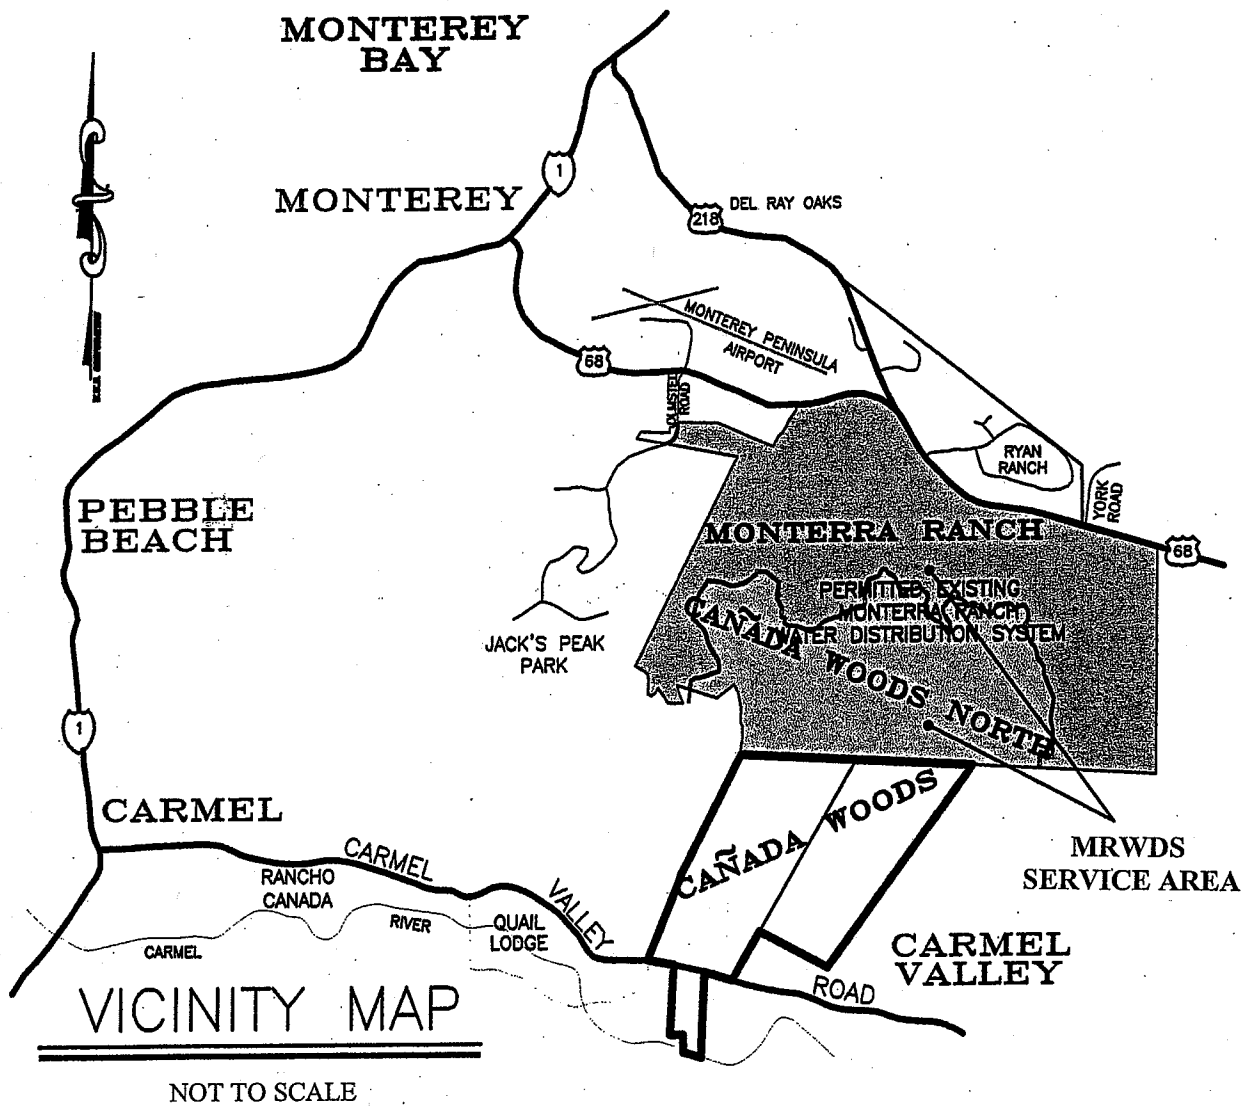 MONTEREY
BAY
1
MONTEREY
218
DEL RAY OAKS
MONTEREY PENINSULA
AIRPORT
68
OLMSTED
ROAD
RYAN
RANCH
YORK
ROAD
PEBBLE
BEACH
MONTERRA RANCH
68
PERMITTED EXISTING
MONTERRA RANCH
WATER DISTRIBUTION SYSTEM
CAÑADA WOODS NORTH
JACK'S PEAK
PARK
1
CARMEL
CAÑADA WOODS
MRWDS
SERVICE AREA
CARMEL
VALLEY
ROAD
RANCHO
CANADA
RIVER
QUAIL
LODGE
CARMEL
CARMEL
VALLEY
VICINITY MAP
NOT TO SCALE